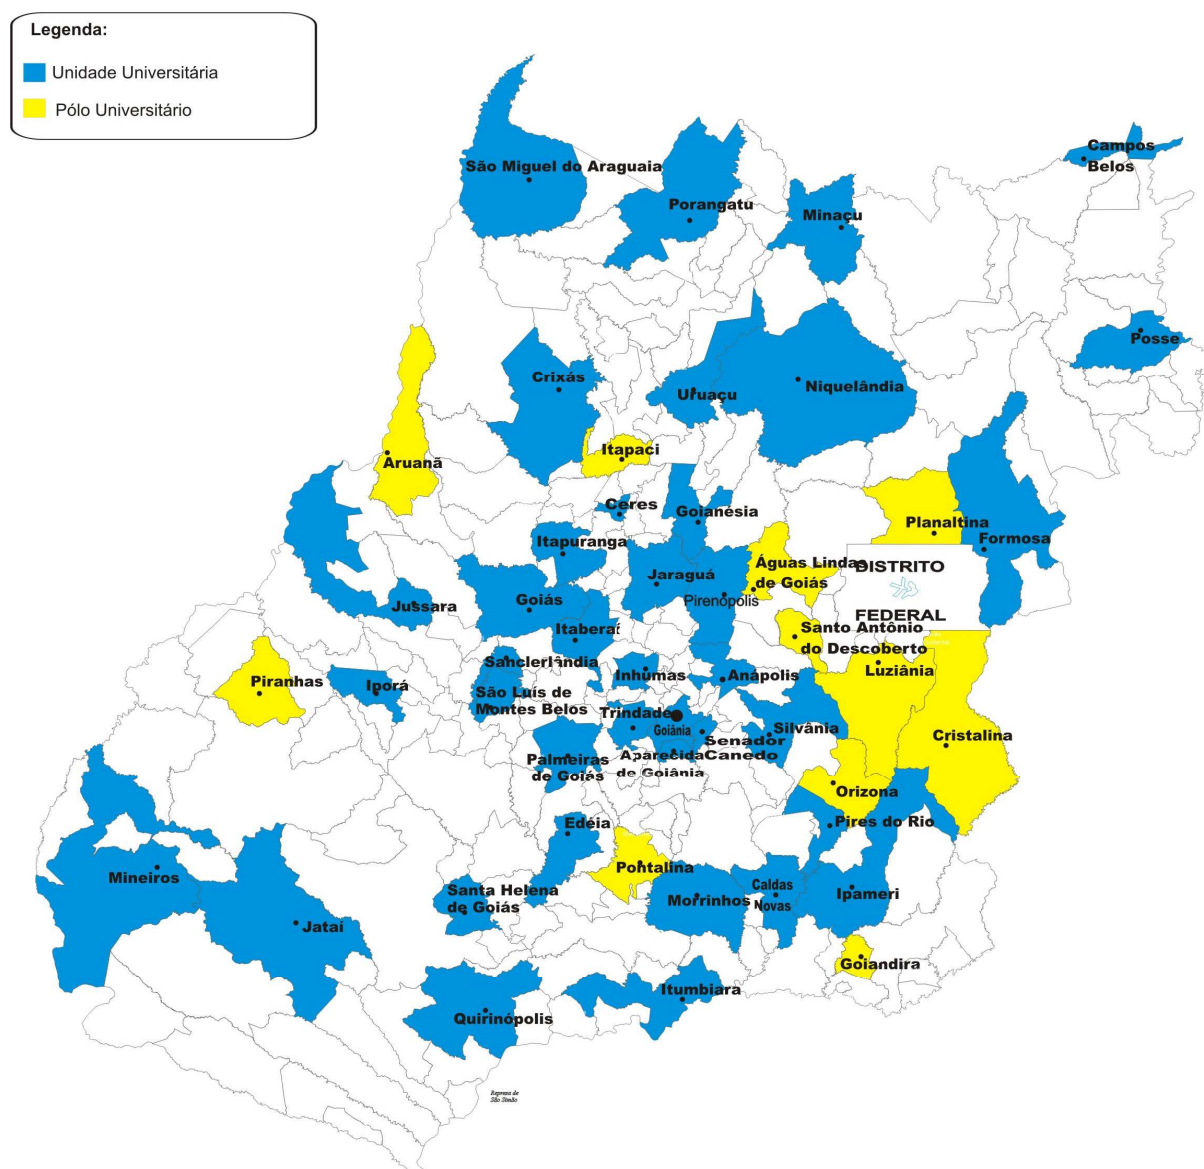 Legenda:
Unidade Universitária
Pólo Universitário
São Miguel do Araguaia
Campos
Belos
Porangatu
Minaçu
Posse
Crixás
Uruaçu
Niquelândia
Itapaci
Aruanã
Ceres
Goianésia
Planaltina
Formosa
Itapuranga
Águas Lindas
de Goiás
DISTRITO
FEDERAL
Jaraguá
Pirenópolis
Jussara
Goiás
Itaberaí
Santo Antônio
do Descoberto
Luziânia
Sanclerlândia
Inhumas
Anápolis
Piranhas
Iporá
São Luís de
Montes Belos
Trindade
Goiânia
Senador
Canedo
Silvânia
Cristalina
Palmeiras
de Goiás
Aparecida
de Goiânia
Orizona
Pires do Rio
Edéia
Pontalina
Mineiros
Santa Helena
de Goiás
Morrinhos
Caldas
Novas
Ipameri
Jataí
Goiandira
Itumbiara
Quirinópolis
Represa de
São Simão